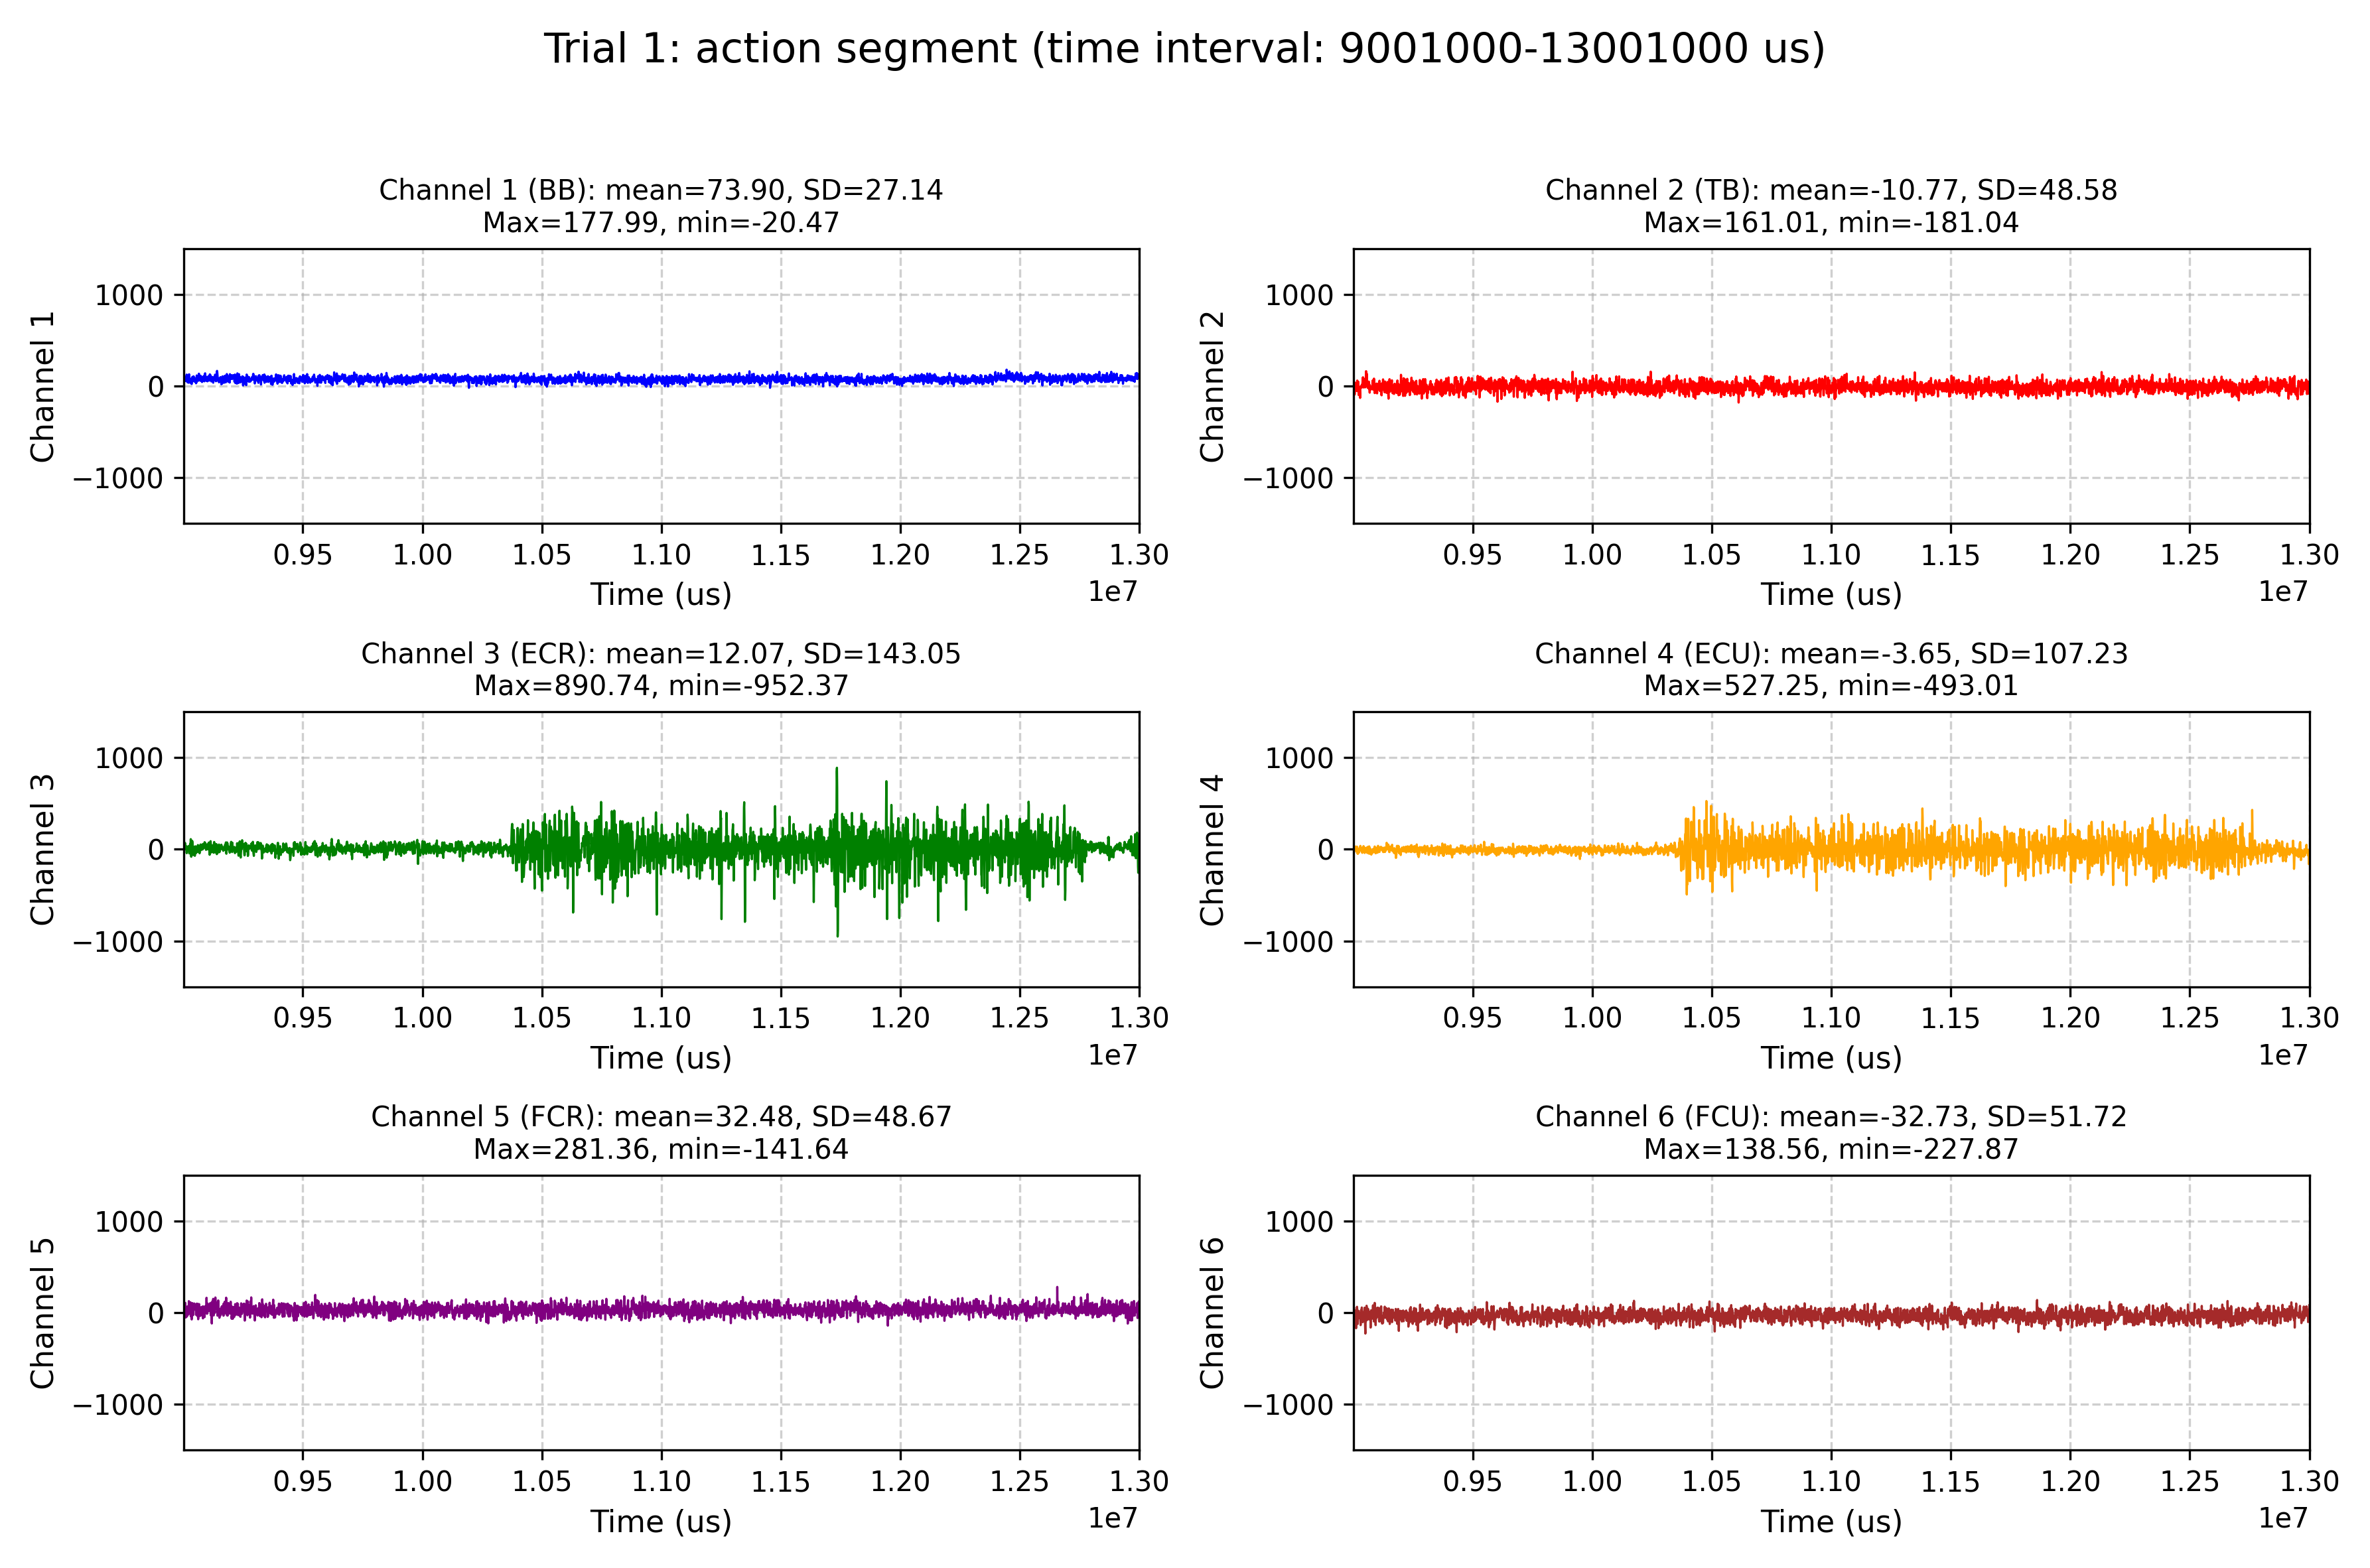 Trial 1: action segment (time interval: 9001000-13001000 us)
Channel 1 (BB): mean=73.90, SD=27.14
Max=177.99, min=-20.47
Channel 1
1000
0
−1000
0.95 1.00 1.05 1.10 1.15 1.20 1.25 1.30
Time (us)
1e7
Channel 2 (TB): mean=-10.77, SD=48.58
Max=161.01, min=-181.04
Channel 2
1000
0
−1000
0.95 1.00 1.05 1.10 1.15 1.20 1.25 1.30
Time (us)
1e7
Channel 3 (ECR): mean=12.07, SD=143.05
Max=890.74, min=-952.37
Channel 3
1000
0
−1000
0.95 1.00 1.05 1.10 1.15 1.20 1.25 1.30
Time (us)
1e7
Channel 4 (ECU): mean=-3.65, SD=107.23
Max=527.25, min=-493.01
Channel 4
1000
0
−1000
0.95 1.00 1.05 1.10 1.15 1.20 1.25 1.30
Time (us)
1e7
Channel 5 (FCR): mean=32.48, SD=48.67
Max=281.36, min=-141.64
Channel 5
1000
0
−1000
0.95 1.00 1.05 1.10 1.15 1.20 1.25 1.30
Time (us)
1e7
Channel 6 (FCU): mean=-32.73, SD=51.72
Max=138.56, min=-227.87
Channel 6
1000
0
−1000
0.95 1.00 1.05 1.10 1.15 1.20 1.25 1.30
Time (us)
1e7